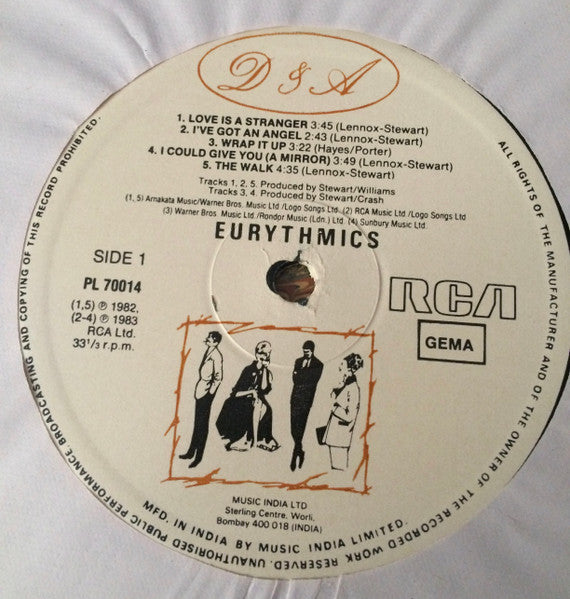 D & A
1. LOVE IS A STRANGER 3:45 (Lennox-Stewart)
2. I'VE GOT AN ANGEL 2:43 (Lennox-Stewart)
3. WRAP IT UP 3:22 (Hayes/Porter)
4. I COULD GIVE YOU (A MIRROR) 3:49 (Lennox-Stewart)
5. THE WALK 4:35 (Lennox-Stewart)
Tracks 1, 2, 5. Produced by Stewart/Williams
Tracks 3, 4. Produced by Stewart/Crash
(1, 5) Arnakata Music/Warner Bros. Music Ltd /Logo Songs Ltd. (2) RCA Music Ltd /Logo Songs Ltd.
(3) Warner Bros. Music Ltd./Rondor Music (Ldn.) Ltd. (4) Sunbury Music Ltd.
EURYTHMICS
SIDE 1
PL 70014
(1,5) ℗ 1982,
(2-4) ℗ 1983
RCA Ltd.
33 1/3 r.p.m.
RCA
GEMA
MUSIC INDIA LTD
Sterling Centre, Worli,
Bombay 400 018 (INDIA)
MFD. IN INDIA BY MUSIC INDIA LIMITED.
ALL RIGHTS OF THE MANUFACTURER AND OF THE OWNER OF THE RECORDED WORK RESERVED. UNAUTHORISED PUBLIC PERFORMANCE BROADCASTING AND COPYING OF THIS RECORD PROHIBITED.